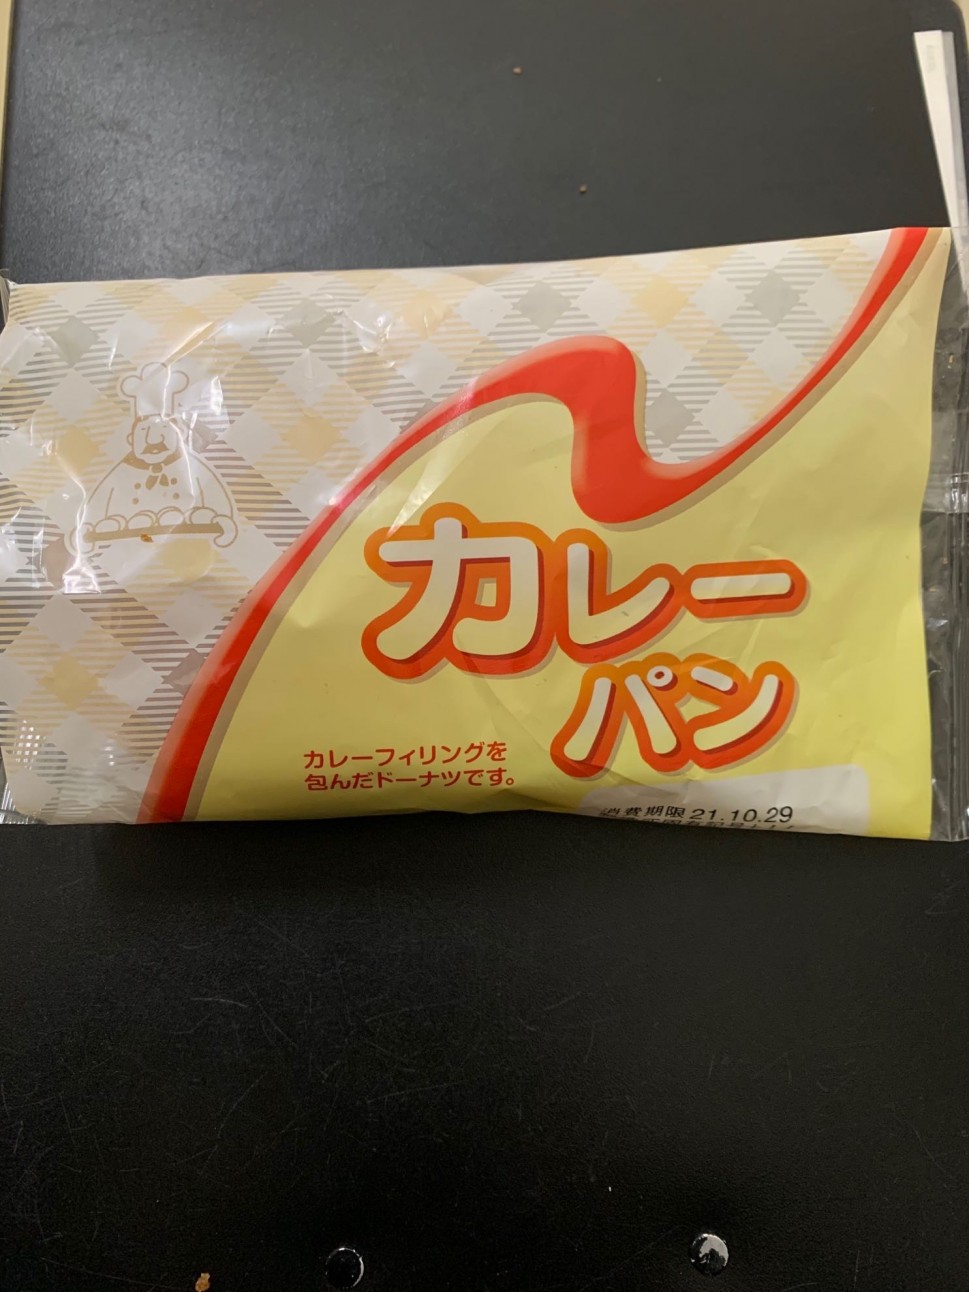 カレー
パン
カレーフィリングを
包んだドーナツです。
消費期限 21.10.29